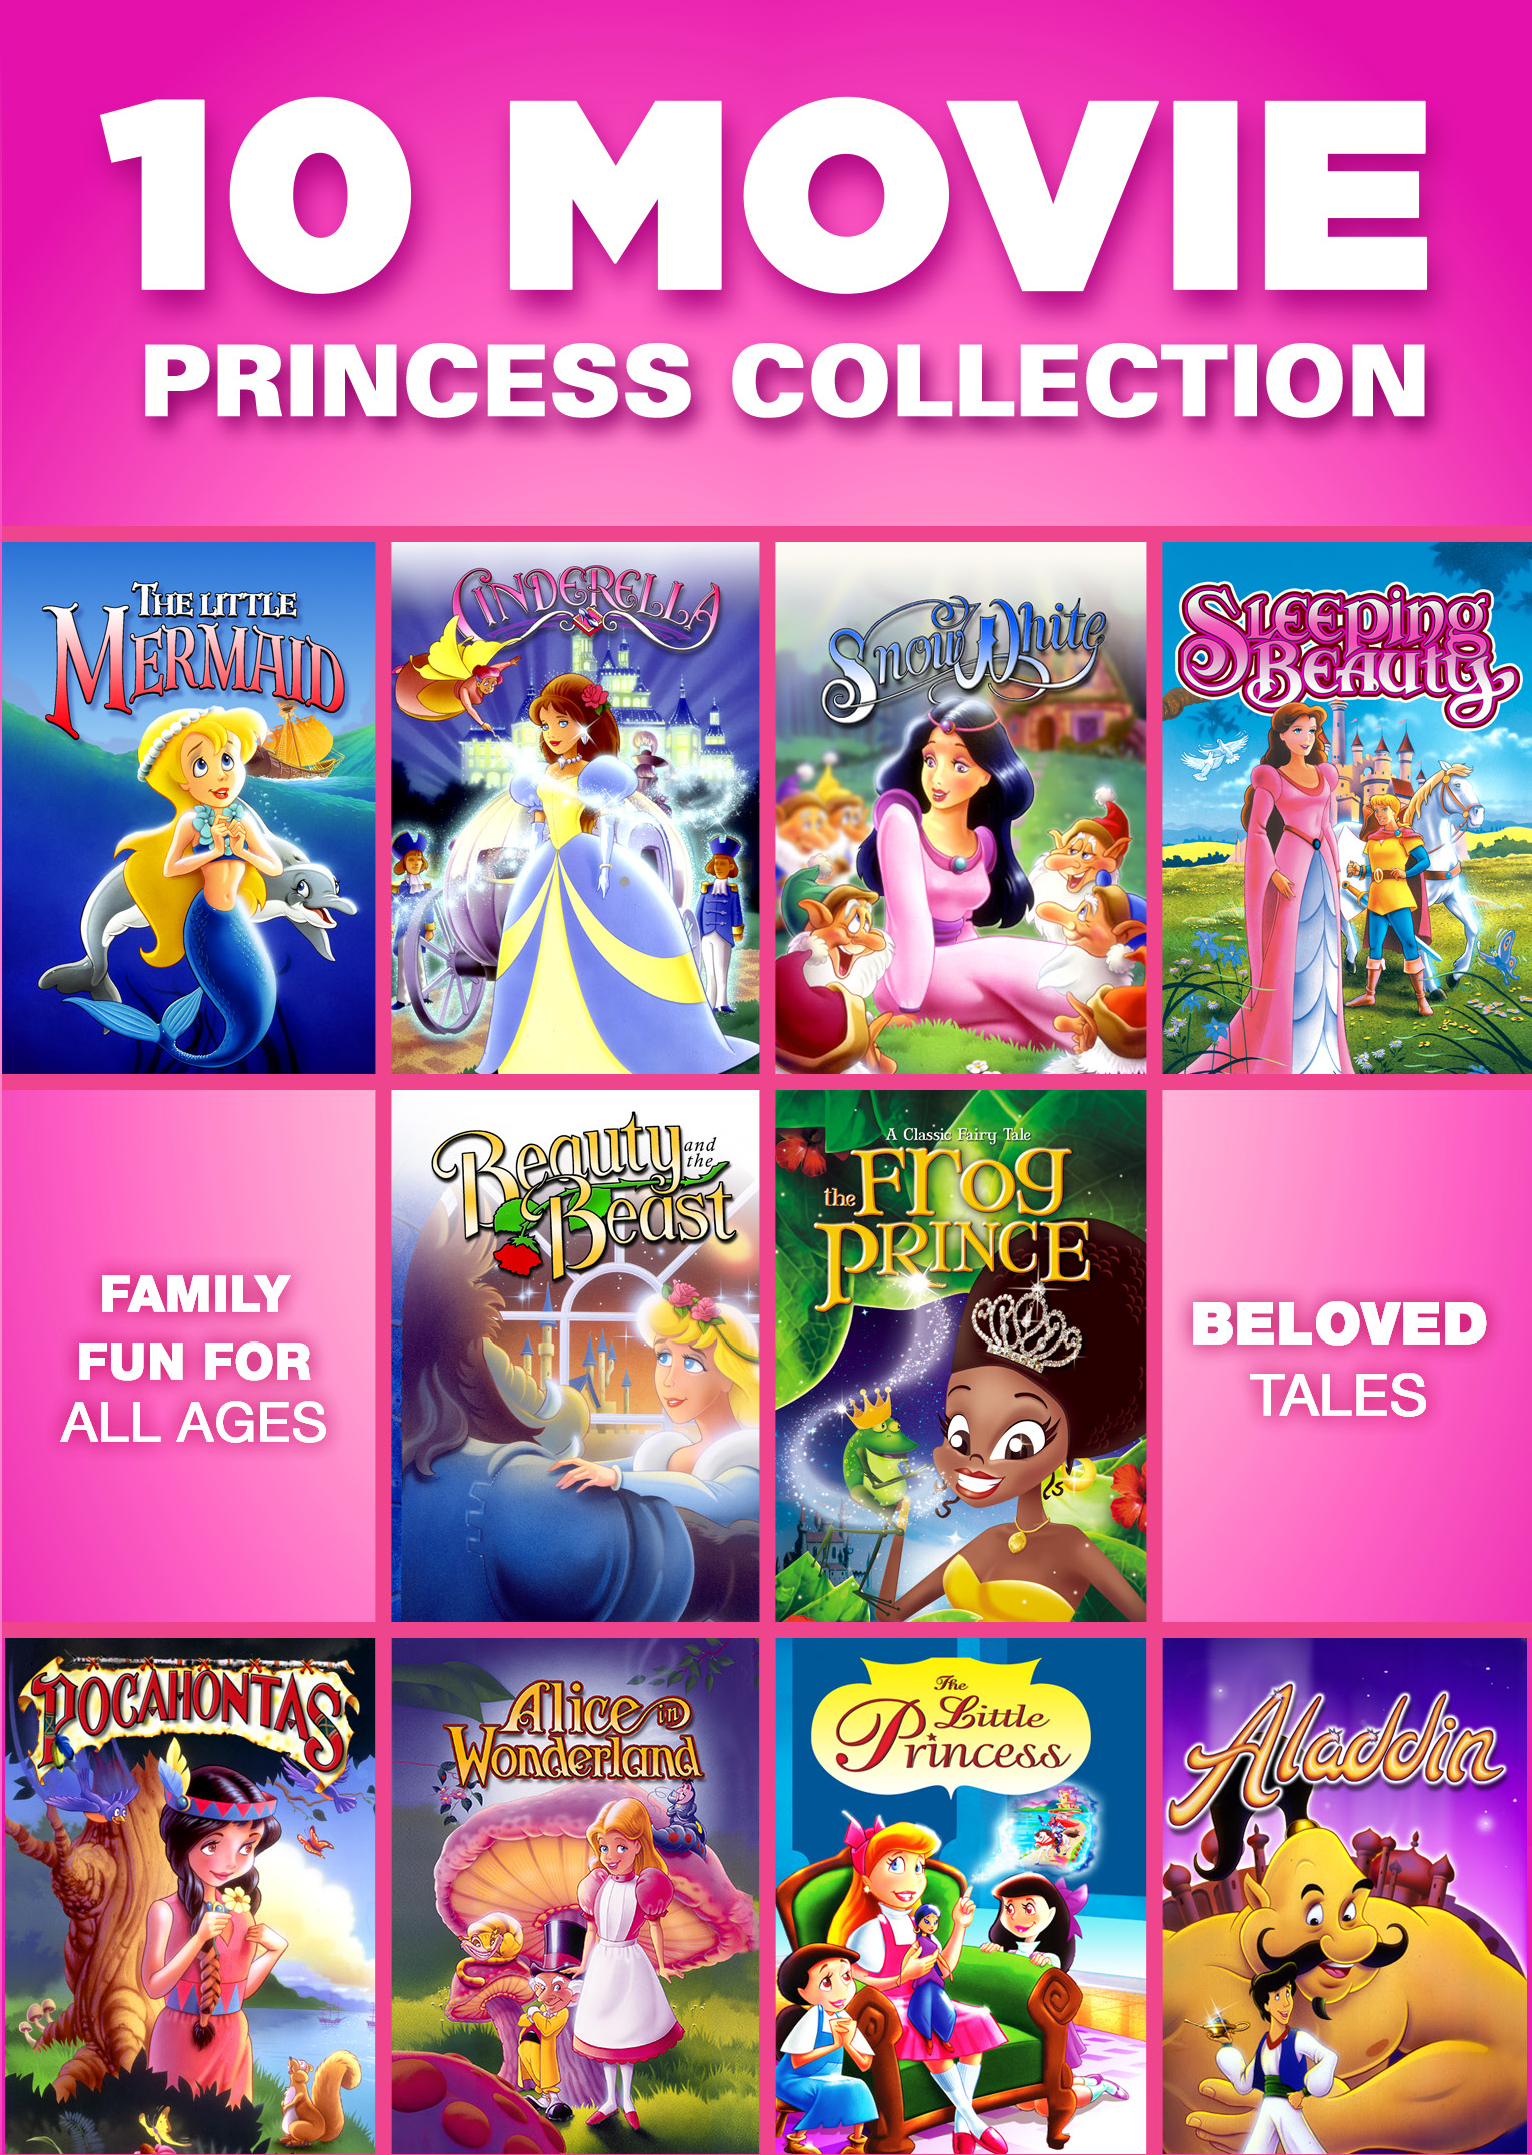 10 MOVIE
PRINCESS COLLECTION
THE LITTLE
MERMAID
CINDERELLA
Snow White
SLEEPING
BEAUTY
FAMILY
FUN FOR
ALL AGES
Beauty and
the
Beast
A Classic Fairy Tale
the Frog
PRINCE
BELOVED
TALES
POCAHONTAS
Alice in
Wonderland
The
Little
Princess
Aladdin